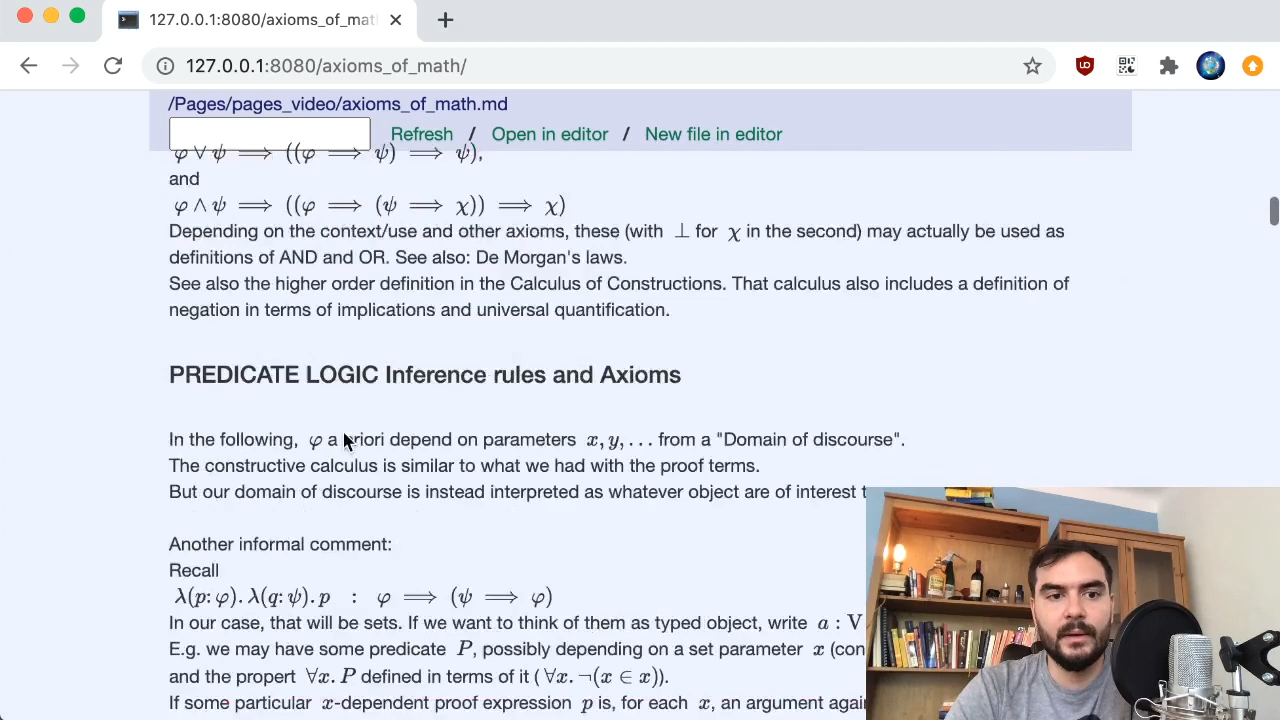 127.0.0.1:8080/axioms_of_mat
127.0.0.1:8080/axioms_of_math/
/Pages/pages_video/axioms_of_math.md
Refresh / Open in editor / New file in editor
φ ∨ ψ ⟹ ((φ ⟹ ψ) ⟹ ψ),
and
φ ∧ ψ ⟹ ((φ ⟹ (ψ ⟹ χ)) ⟹ χ)
Depending on the context/use and other axioms, these (with ⊥ for χ in the second) may actually be used as
definitions of AND and OR. See also: De Morgan's laws.
See also the higher order definition in the Calculus of Constructions. That calculus also includes a definition of
negation in terms of implications and universal quantification.
PREDICATE LOGIC Inference rules and Axioms
In the following, φ a priori depend on parameters x, y, … from a "Domain of discourse".
The constructive calculus is similar to what we had with the proof terms.
But our domain of discourse is instead interpreted as whatever object are of interest t
Another informal comment:
Recall
λ(p: φ). λ(q: ψ). p : φ ⟹ (ψ ⟹ φ)
In our case, that will be sets. If we want to think of them as typed object, write a : V
E.g. we may have some predicate P, possibly depending on a set parameter x (con
and the propert ∀x. P defined in terms of it ( ∀x. ¬(x ∈ x)).
If some particular x-dependent proof expression p is, for each x, an argument agai